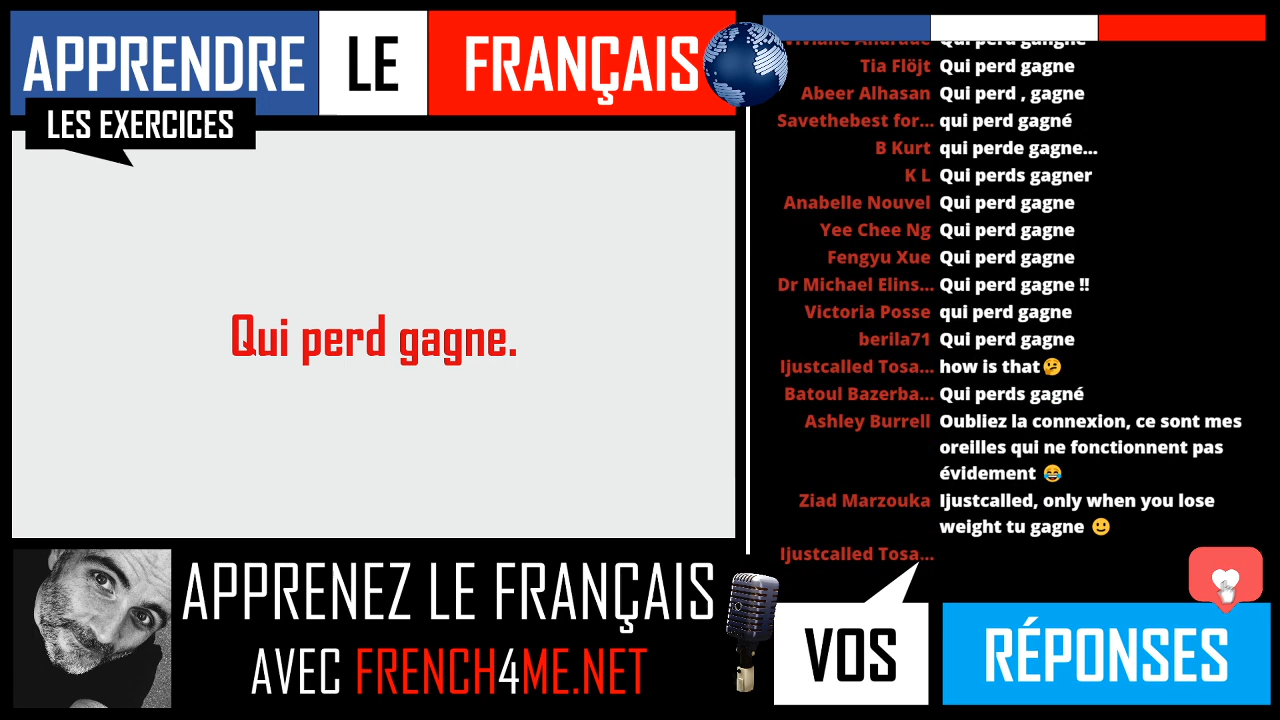 APPRENDRE LE FRANÇAIS
LES EXERCICES
Qui perd gagne.
APPRENEZ LE FRANÇAIS
AVEC FRENCH4ME.NET
Viviane Andrade Qui perd gangne
Tia Flöjt Qui perd gagne
Abeer Alhasan Qui perd , gagne
Savethebest for... qui perd gagné
B Kurt qui perde gagne...
K L Qui perds gagner
Anabelle Nouvel Qui perd gagne
Yee Chee Ng Qui perd gagne
Fengyu Xue Qui perd gagne
Dr Michael Elins... Qui perd gagne !!
Victoria Posse qui perd gagne
berila71 Qui perd gagne
Ijustcalled Tosa... how is that🤔
Batoul Bazerba... Qui perds gagné
Ashley Burrell Oubliez la connexion, ce sont mes
oreilles qui ne fonctionnent pas
évidement 😂
Ziad Marzouka Ijustcalled, only when you lose
weight tu gagne 🙂
Ijustcalled Tosa...
VOS RÉPONSES